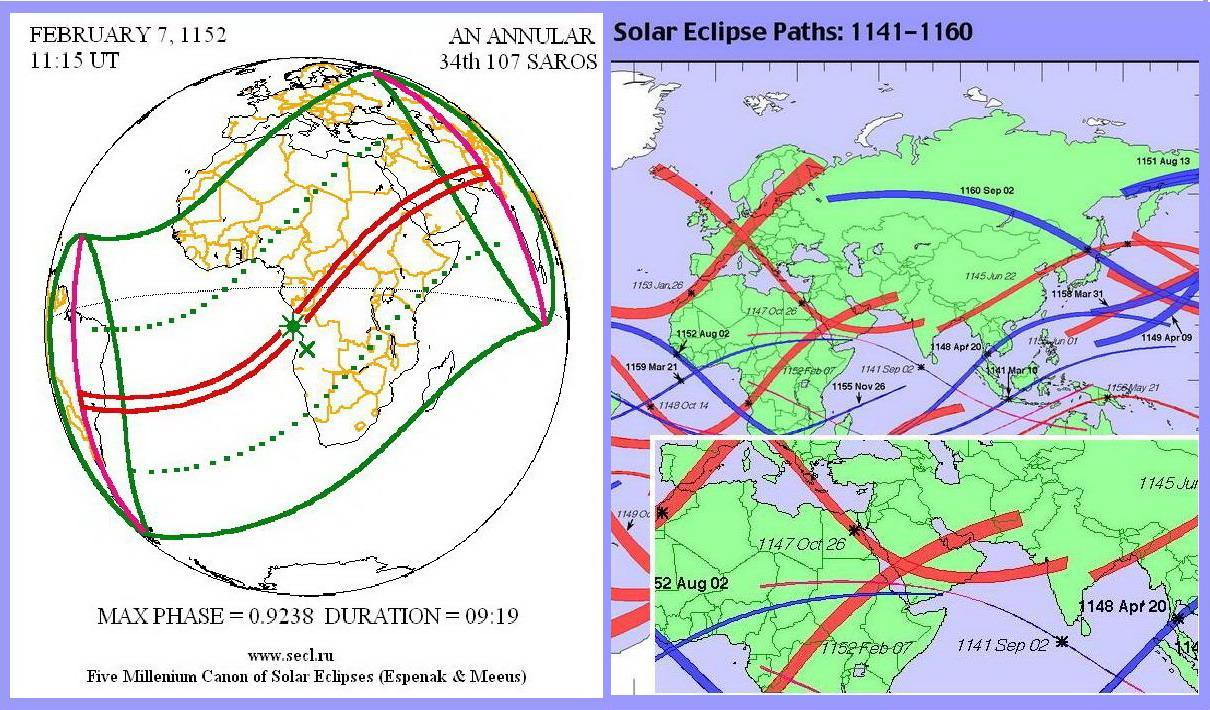 FEBRUARY 7, 1152
11:15 UT
AN ANNULAR
34th 107 SAROS
MAX PHASE = 0.9238 DURATION = 09:19
www.secl.ru
Five Millenium Canon of Solar Eclipses (Espenak & Meeus)
Solar Eclipse Paths: 1141-1160
1151 Aug 13
1160 Sep 02
1145 Jun 22
1153 Jan 26
1158 Mar 31
1147 Oct 26
1152 Aug 02
1148 Apr 20
Jun 01
1149 Apr 09
1159 Mar 21
1152 Feb 07
1141 Sep 02
1141 Mar 10
1155 Nov 26
1156 May 21
1148 Oct 14
1145 Jun
1149 Oc
1147 Oct 26
52 Aug 02
1148 Apr 20
1152 Feb 07
1141 Sep 02
114